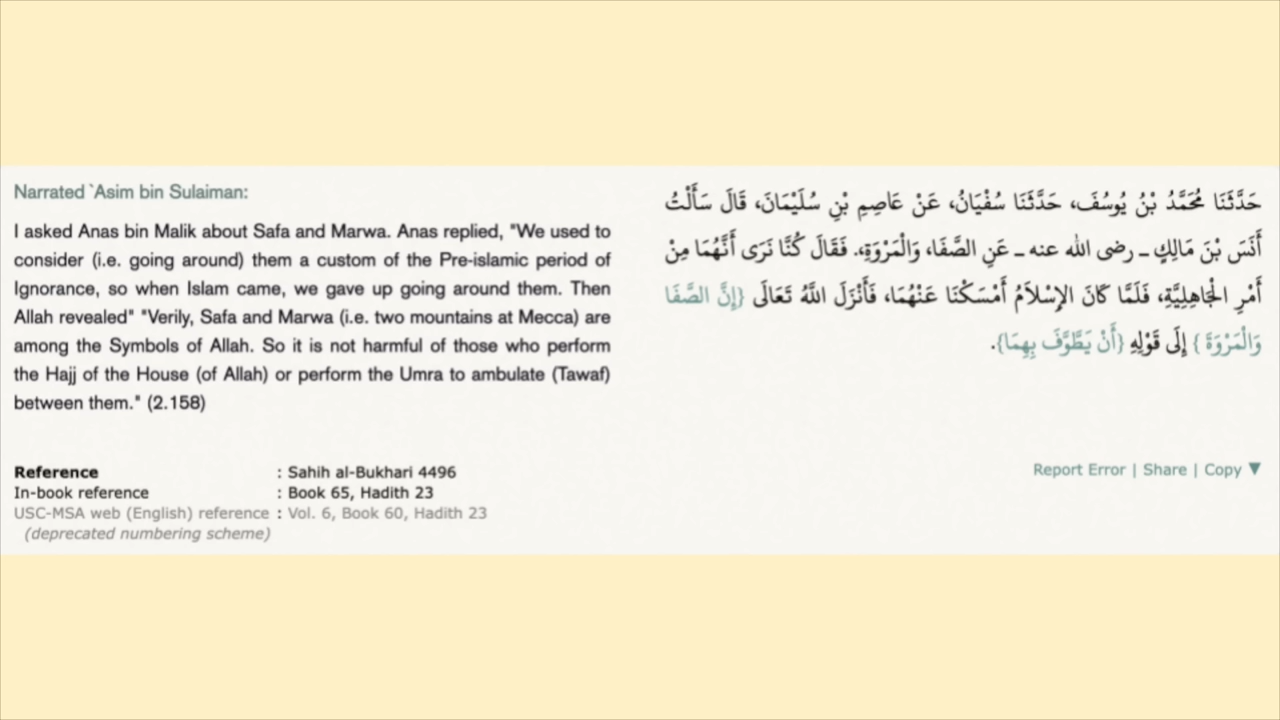 Narrated `Asim bin Sulaiman:
I asked Anas bin Malik about Safa and Marwa. Anas replied, "We used to
consider (i.e. going around) them a custom of the Pre-islamic period of
Ignorance, so when Islam came, we gave up going around them. Then
Allah revealed" "Verily, Safa and Marwa (i.e. two mountains at Mecca) are
among the Symbols of Allah. So it is not harmful of those who perform
the Hajj of the House (of Allah) or perform the Umra to ambulate (Tawaf)
between them." (2.158)
حَدَّثَنَا مُحَمَّدُ بْنُ يُوسُفَ، حَدَّثَنَا سُفْيَانُ، عَنْ عَاصِمِ بْنِ سُلَيْمَانَ، قَالَ سَأَلْتُ
أَنَسَ بْنَ مَالِكٍ ـ رضى الله عنه ـ عَنِ الصَّفَا، وَالْمَرْوَةِ‏.‏ فَقَالَ كُنَّا نَرَى أَنَّهُمَا مِنْ
أَمْرِ الْجَاهِلِيَّةِ، فَلَمَّا كَانَ الإِسْلاَمُ أَمْسَكْنَا عَنْهُمَا، فَأَنْزَلَ اللَّهُ تَعَالَى {إِنَّ الصَّفَا
وَالْمَرْوَةَ } إِلَى قَوْلِهِ {أَنْ يَطَّوَّفَ بِهِمَا}.
Reference : Sahih al-Bukhari 4496
In-book reference : Book 65, Hadith 23
USC-MSA web (English) reference : Vol. 6, Book 60, Hadith 23
(deprecated numbering scheme)
Report Error | Share | Copy ▼